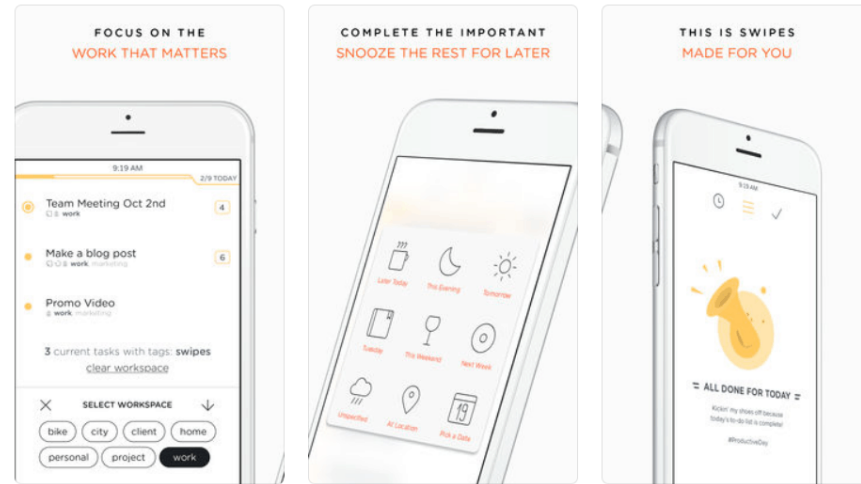 FOCUS ON THE
WORK THAT MATTERS
9:19 AM
2/9 TODAY
Team Meeting Oct 2nd
4
work
Make a blog post
6
work marketing
Promo Video
work marketing
3 current tasks with tags: swipes
clear workspace
SELECT WORKSPACE
bike
city
client
home
personal
project
work
COMPLETE THE IMPORTANT
SNOOZE THE REST FOR LATER
Later Today
This Evening
Tomorrow
Tuesday
This Weekend
Next Week
Unspecified
At Location
19
Pick a Date
THIS IS SWIPES
MADE FOR YOU
9:19 AM
ALL DONE FOR TODAY
Kickin' my shoes off because
today's to-do list is complete!
#ProductiveDay